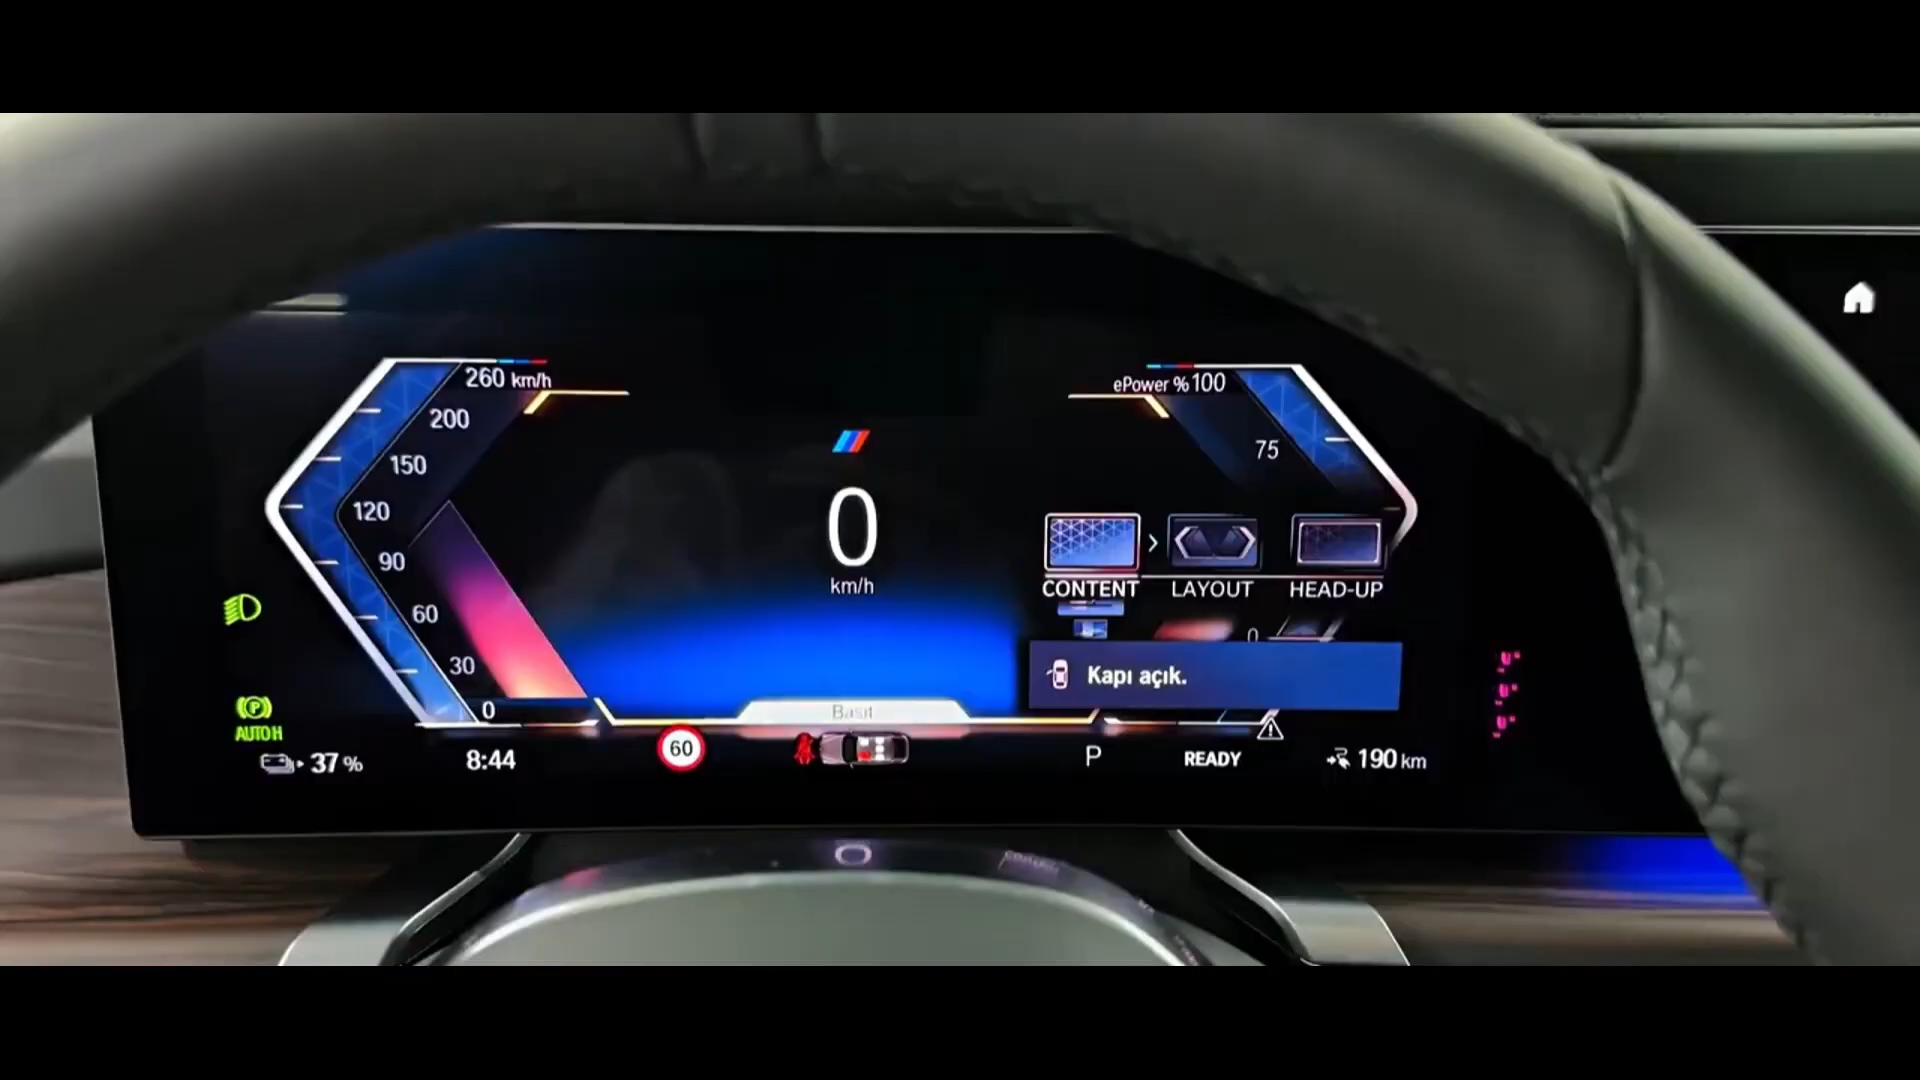 260 km/h
200
150
120
90
60
30
0
ePower %100
75
0
km/h
CONTENT
LAYOUT
HEAD-UP
0
Kapı açık.
Basit
AUTO H
37 %
8:44
60
P
READY
190 km